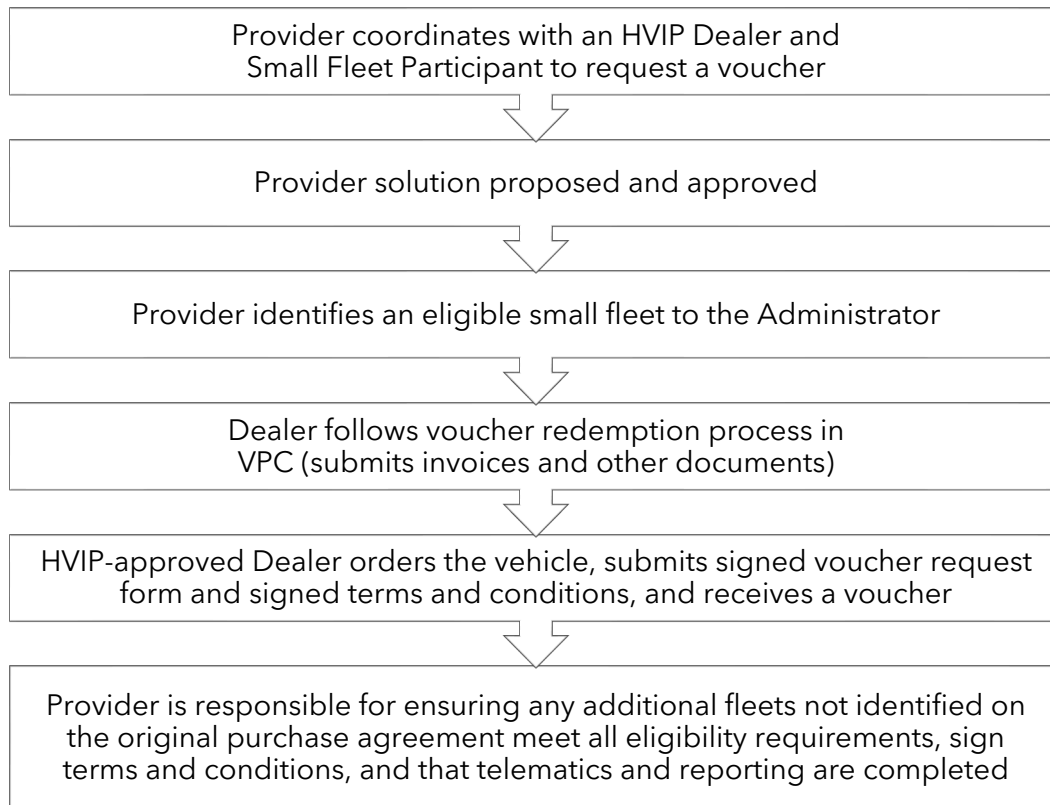 Provider coordinates with an HVIP Dealer and
Small Fleet Participant to request a voucher
Provider solution proposed and approved
Provider identifies an eligible small fleet to the Administrator
Dealer follows voucher redemption process in
VPC (submits invoices and other documents)
HVIP-approved Dealer orders the vehicle, submits signed voucher request
form and signed terms and conditions, and receives a voucher
Provider is responsible for ensuring any additional fleets not identified on
the original purchase agreement meet all eligibility requirements, sign
terms and conditions, and that telematics and reporting are completed